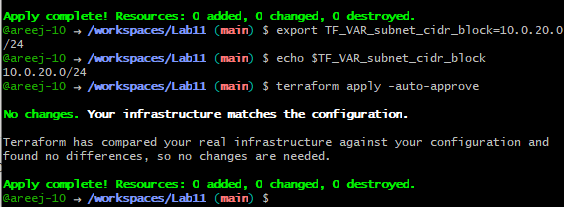 Apply complete! Resources: 0 added, 0 changed, 0 destroyed.
@areej-10 → /workspaces/Lab11 (main) $ export TF_VAR_subnet_cidr_block=10.0.20.0
/24
@areej-10 → /workspaces/Lab11 (main) $ echo $TF_VAR_subnet_cidr_block
10.0.20.0/24
@areej-10 → /workspaces/Lab11 (main) $ terraform apply -auto-approve
No changes. Your infrastructure matches the configuration.
Terraform has compared your real infrastructure against your configuration and
found no differences, so no changes are needed.
Apply complete! Resources: 0 added, 0 changed, 0 destroyed.
@areej-10 → /workspaces/Lab11 (main) $